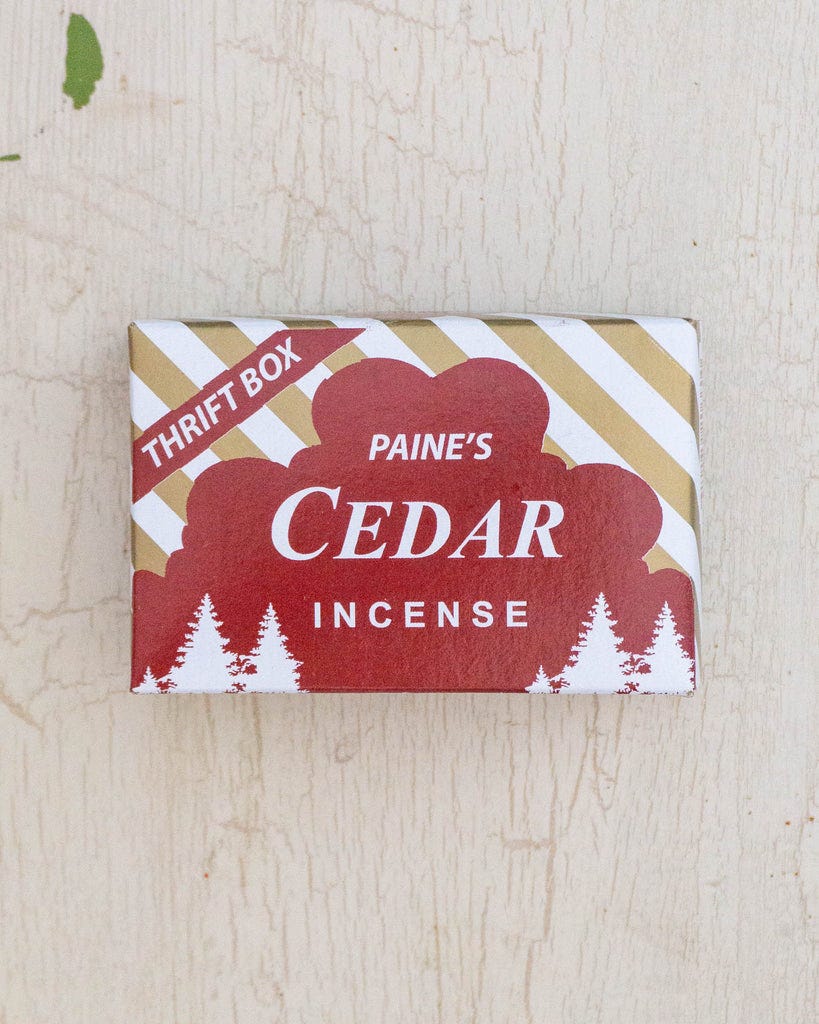 THRIFT BOX
PAINE'S
CEDAR
INCENSE